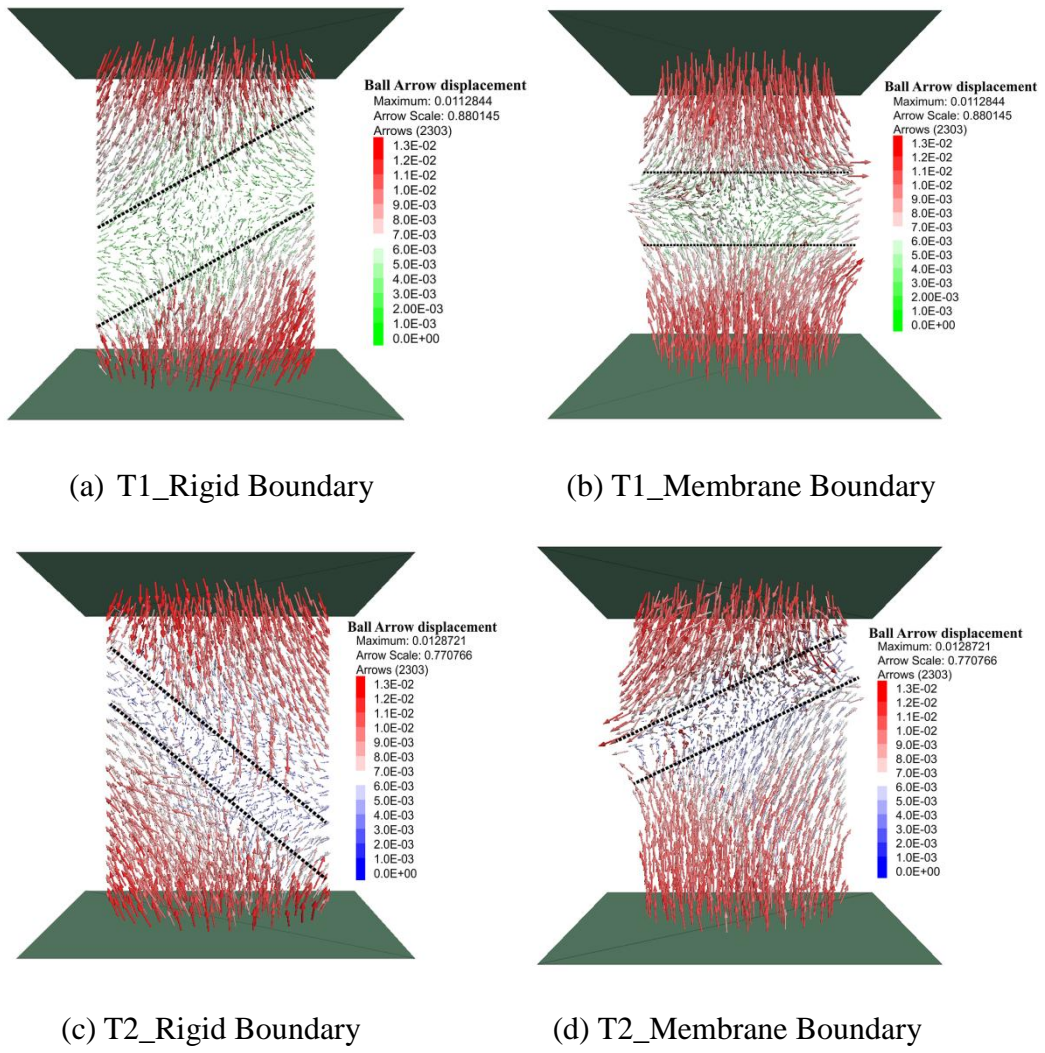 Ball Arrow displacement
Maximum: 0.0112844
Arrow Scale: 0.880145
Arrows (2303)
1.3E-02
1.2E-02
1.1E-02
1.0E-02
9.0E-03
8.0E-03
7.0E-03
6.0E-03
5.0E-03
4.0E-03
3.0E-03
2.00E-03
1.0E-03
0.0E+00
(a) T1_Rigid Boundary
Ball Arrow displacement
Maximum: 0.0112844
Arrow Scale: 0.880145
Arrows (2303)
1.3E-02
1.2E-02
1.1E-02
1.0E-02
9.0E-03
8.0E-03
7.0E-03
6.0E-03
5.0E-03
4.0E-03
3.0E-03
2.00E-03
1.0E-03
0.0E+00
(b) T1_Membrane Boundary
Ball Arrow displacement
Maximum: 0.0128721
Arrow Scale: 0.770766
Arrows (2303)
1.3E-02
1.2E-02
1.1E-02
1.0E-02
9.0E-03
8.0E-03
7.0E-03
6.0E-03
5.0E-03
4.0E-03
3.0E-03
2.0E-03
1.0E-03
0.0E+00
(c) T2_Rigid Boundary
Ball Arrow displacement
Maximum: 0.0128721
Arrow Scale: 0.770766
Arrows (2303)
1.3E-02
1.2E-02
1.1E-02
1.0E-02
9.0E-03
8.0E-03
7.0E-03
6.0E-03
5.0E-03
4.0E-03
3.0E-03
2.0E-03
1.0E-03
0.0E+00
(d) T2_Membrane Boundary